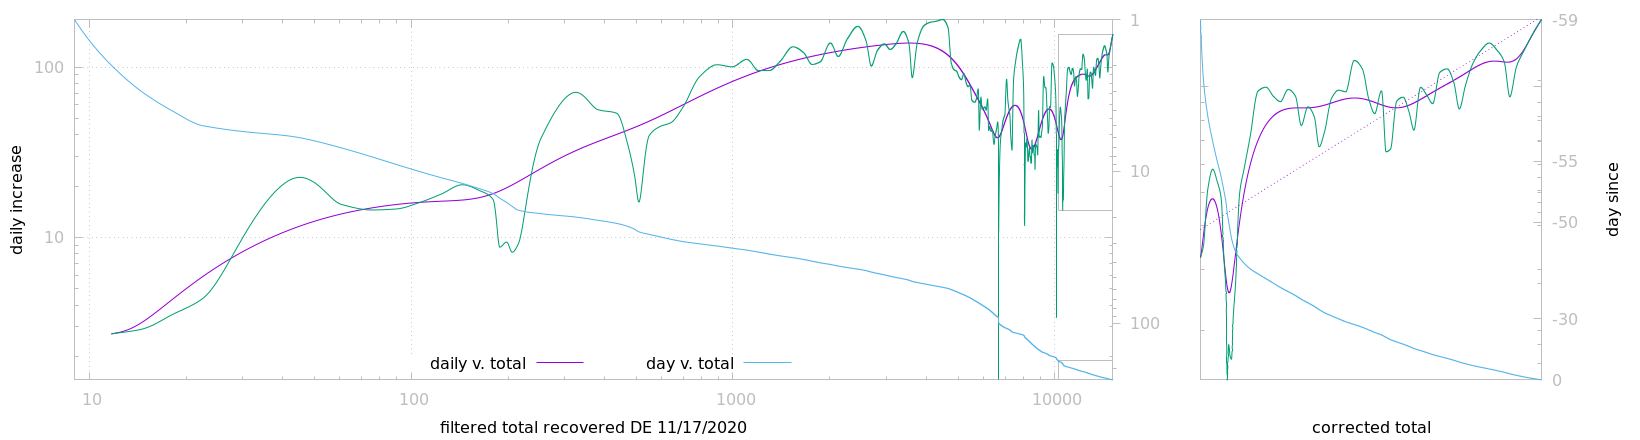 daily increase
100
10
daily v. total
day v. total
10
100
1000
10000
filtered total recovered DE 11/17/2020
1
10
100
-59
-55
-50
-30
0
day since
corrected total